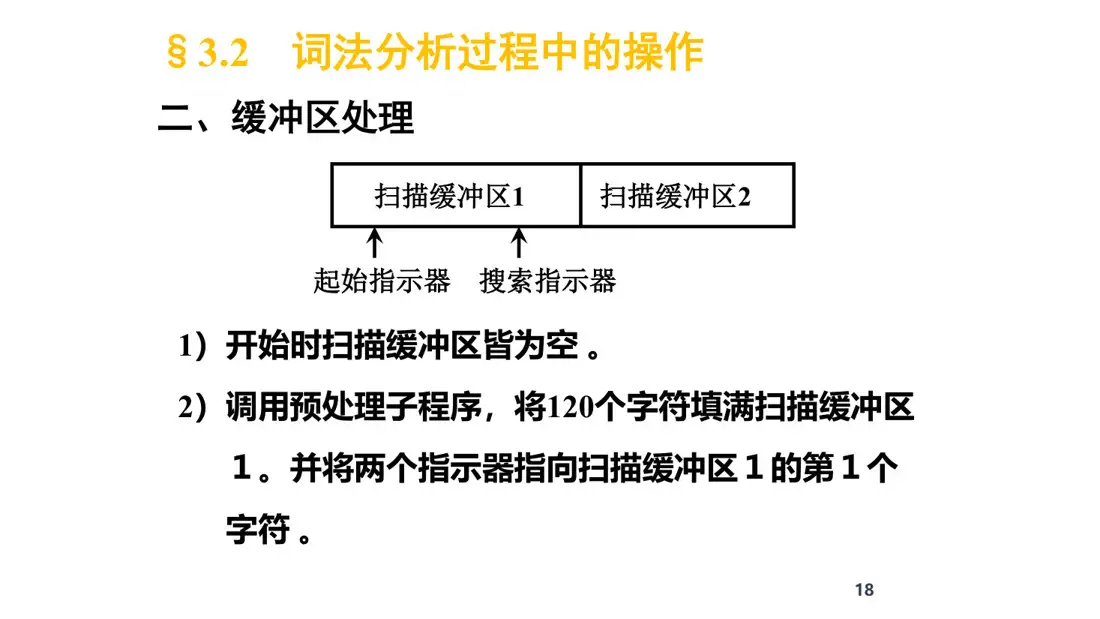 §3.2 词法分析过程中的操作
二、缓冲区处理
扫描缓冲区1 扫描缓冲区2
起始指示器 搜索指示器
1）开始时扫描缓冲区皆为空 。
2）调用预处理子程序，将120个字符填满扫描缓冲区
１。并将两个指示器指向扫描缓冲区１的第１个
字符 。
18